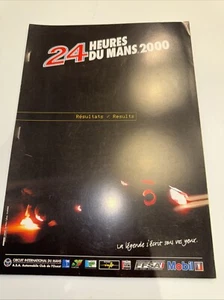 24 HEURES
DU MANS 2000
Résultats < Results
La légende s'écrit sous vos yeux.
CIRCUIT INTERNATIONAL DU MANS
A.S.A. Automobile Club de l'Ouest
FFSA
Mobil 1